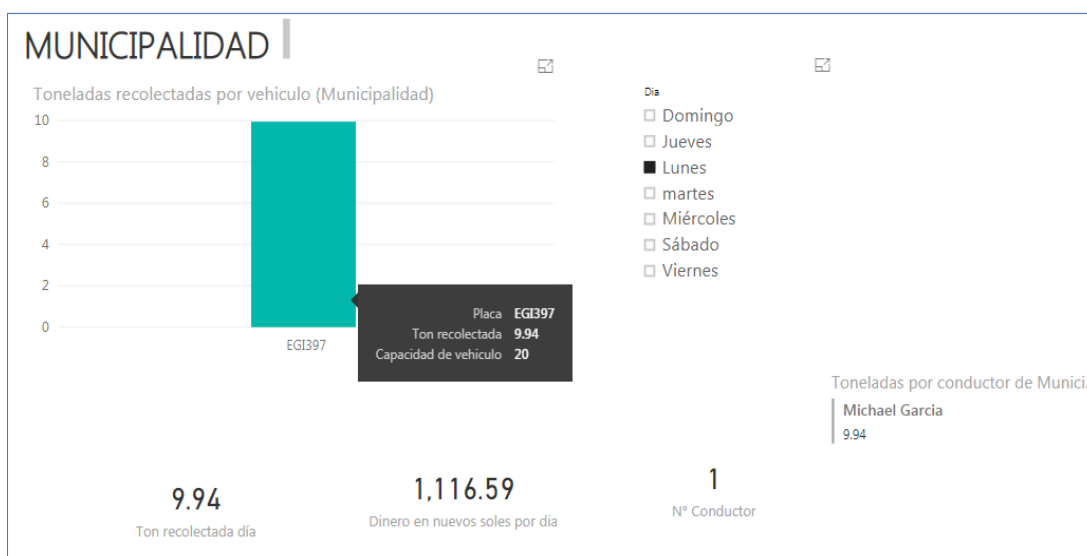 MUNICIPALIDAD
Toneladas recolectadas por vehiculo (Municipalidad)
10
8
6
4
2
0
EGI397
Placa EGI397
Ton recolectada 9.94
Capacidad de vehiculo 20
Dia
Domingo
Jueves
Lunes
martes
Miércoles
Sábado
Viernes
Toneladas por conductor de Munici.
Michael Garcia
9.94
9.94
Ton recolectada día
1,116.59
Dinero en nuevos soles por dia
1
N° Conductor